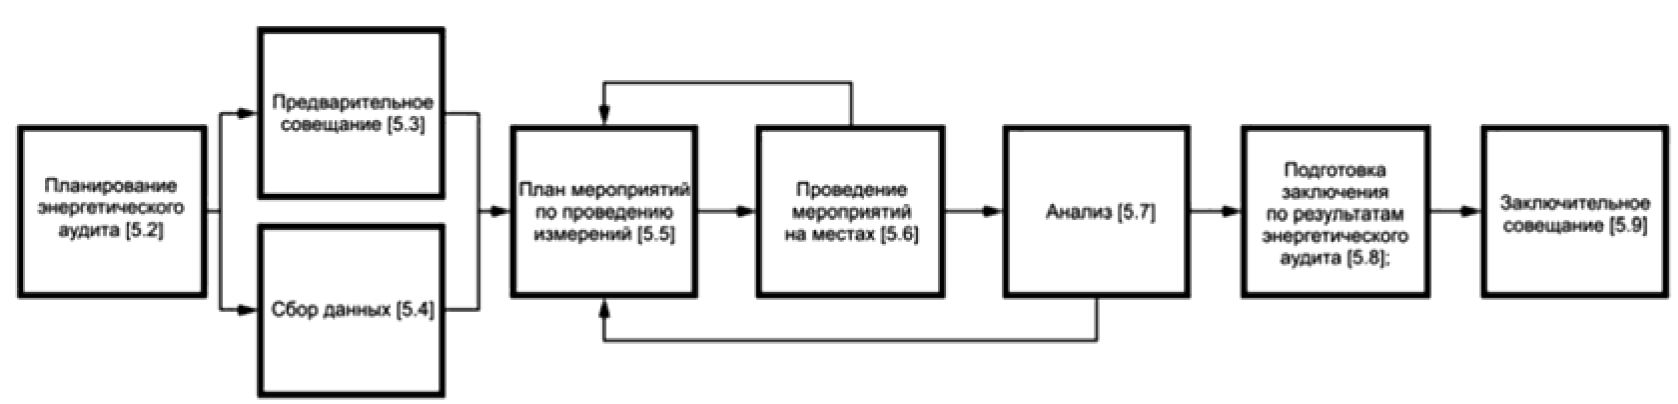 Планирование
энергетического
аудита [5.2]
Предварительное
совещание [5.3]
Сбор данных [5.4]
План мероприятий
по проведению
измерений [5.5]
Проведение
мероприятий
на местах [5.6]
Анализ [5.7]
Подготовка
заключения
по результатам
энергетического
аудита [5.8];
Заключительное
совещание [5.9]